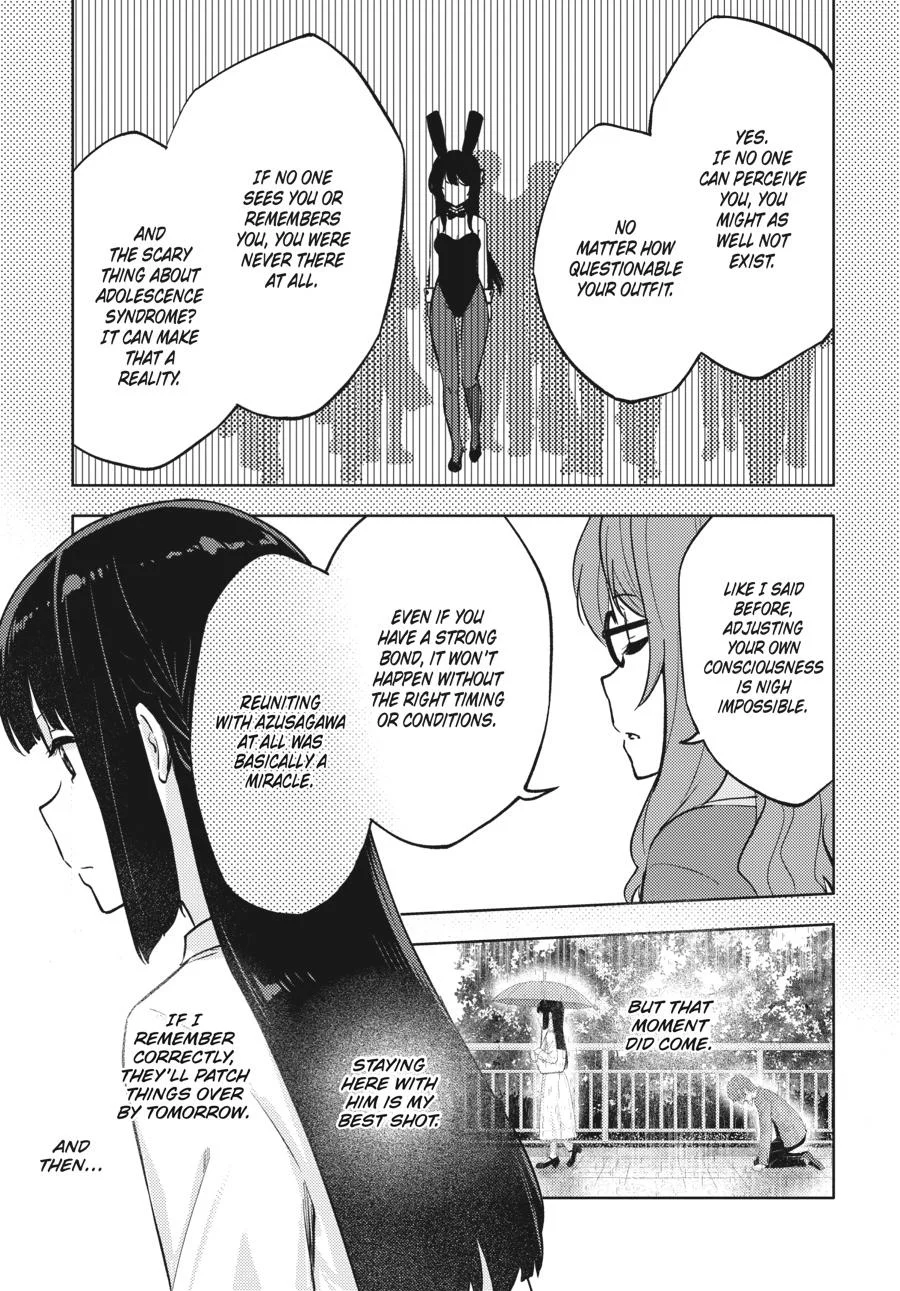 YES.
IF NO ONE
CAN PERCEIVE
YOU, YOU
MIGHT AS
WELL NOT
EXIST.
NO
MATTER HOW
QUESTIONABLE
YOUR OUTFIT.
IF NO ONE
SEES YOU OR
REMEMBERS
YOU, YOU WERE
NEVER THERE
AT ALL.
AND
THE SCARY
THING ABOUT
ADOLESCENCE
SYNDROME?
IT CAN MAKE
THAT A
REALITY.
LIKE I SAID
BEFORE,
ADJUSTING
YOUR OWN
CONSCIOUSNESS
IS NIGH
IMPOSSIBLE.
EVEN IF YOU
HAVE A STRONG
BOND, IT WON'T
HAPPEN WITHOUT
THE RIGHT TIMING
OR CONDITIONS.
REUNITING
WITH AZUSAGAWA
AT ALL WAS
BASICALLY A
MIRACLE.
BUT THAT
MOMENT
DID COME.
STAYING
HERE WITH
HIM IS MY
BEST SHOT.
IF I
REMEMBER
CORRECTLY,
THEY'LL PATCH
THINGS OVER
BY TOMORROW.
AND
THEN...